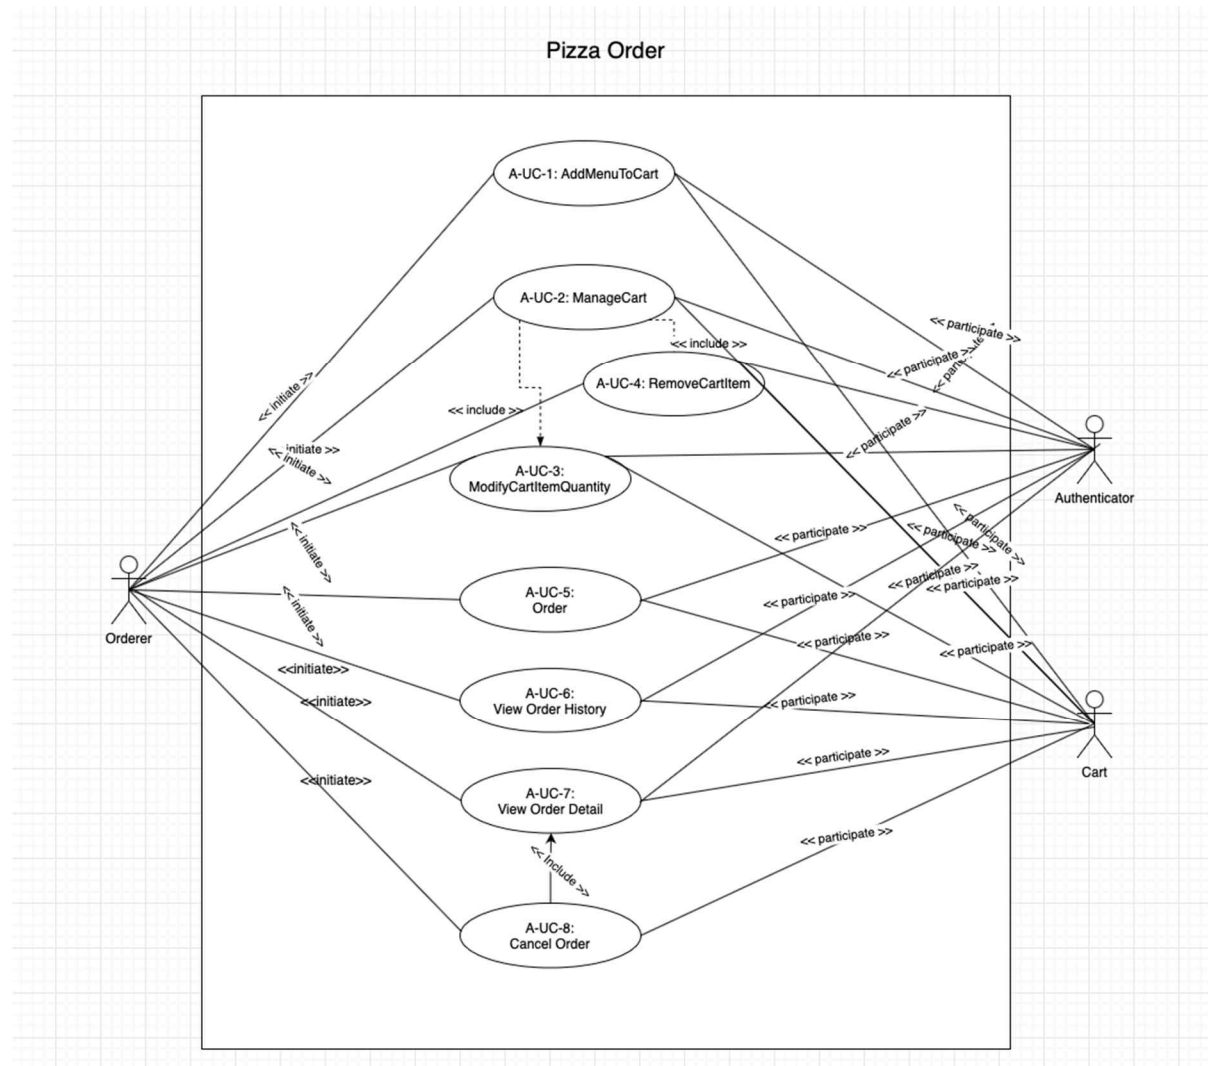 Pizza Order
A-UC-1: AddMenuToCart
A-UC-2: ManageCart
<< participate >>
<< include >>
<< participate >>
<< initiate >>
A-UC-4: RemoveCartItem
<< include >>
<< participate >>
initiate >>
<< initiate >>
A-UC-3:
ModifyCartItemQuantity
Authenticator
<< participate >>
<< participate >>
<< participate >>
<< initiate >>
<< participate >>
<< participate >>
A-UC-5:
Order
<< participate >>
<< initiate >>
Orderer
<< participate >>
<< participate >>
<<initiate>>
A-UC-6:
View Order History
<<initiate>>
<< participate >>
<< participate >>
Cart
<<initiate>>
A-UC-7:
View Order Detail
<< participate >>
<< Include >>
A-UC-8:
Cancel Order